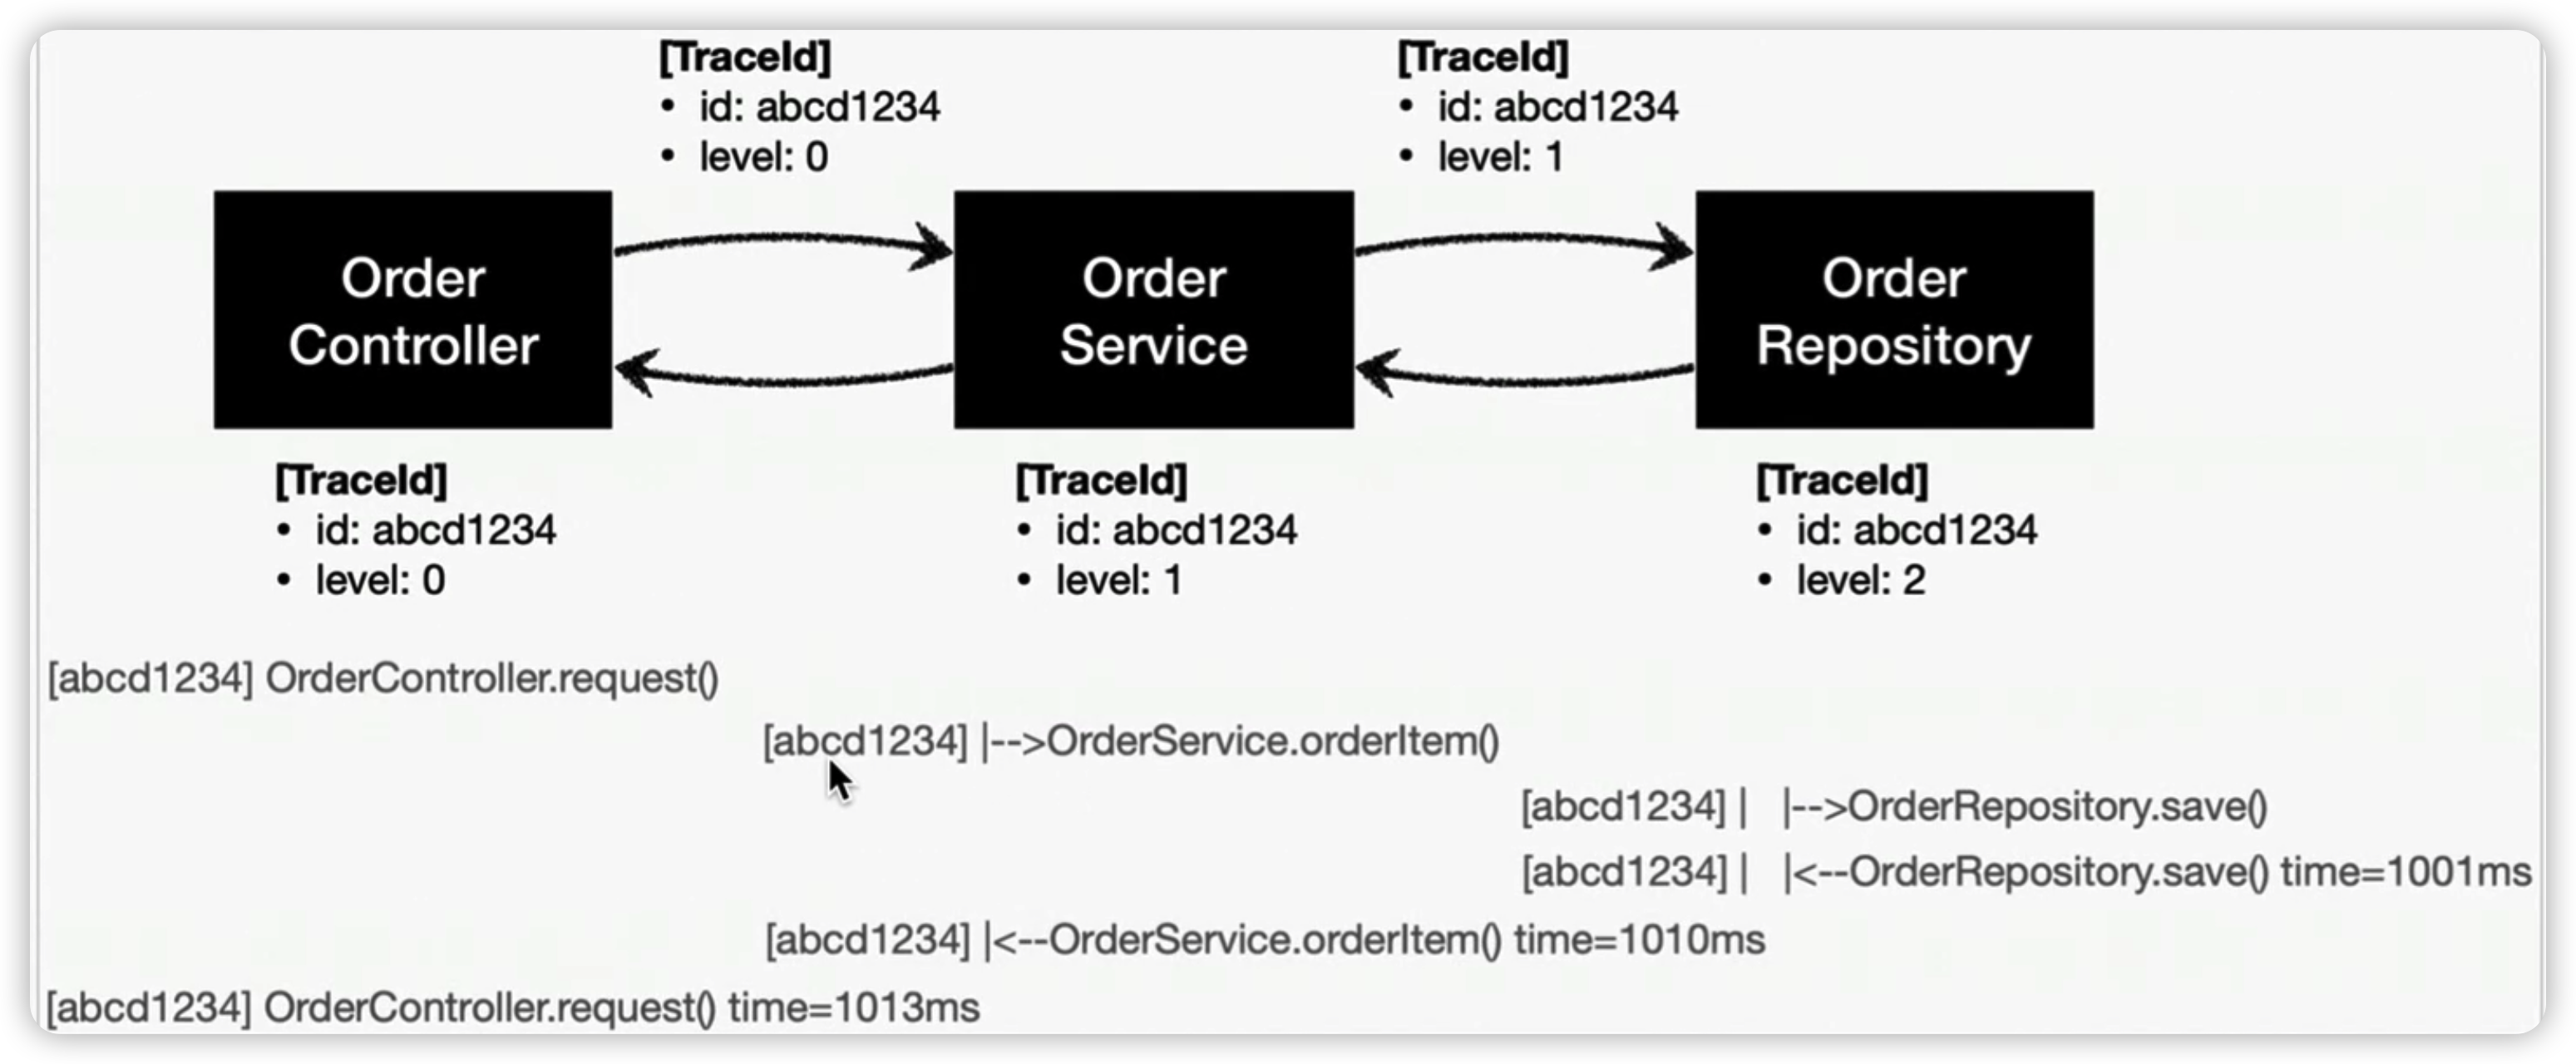 [TraceId]
• id: abcd1234
• level: 0
[TraceId]
• id: abcd1234
• level: 1
Order
Controller
Order
Service
Order
Repository
[TraceId]
• id: abcd1234
• level: 0
[TraceId]
• id: abcd1234
• level: 1
[TraceId]
• id: abcd1234
• level: 2
[abcd1234] OrderController.request()
[abcd1234] |-->OrderService.orderItem()
[abcd1234] |   |-->OrderRepository.save()
[abcd1234] |   |<--OrderRepository.save() time=1001ms
[abcd1234] |<--OrderService.orderItem() time=1010ms
[abcd1234] OrderController.request() time=1013ms